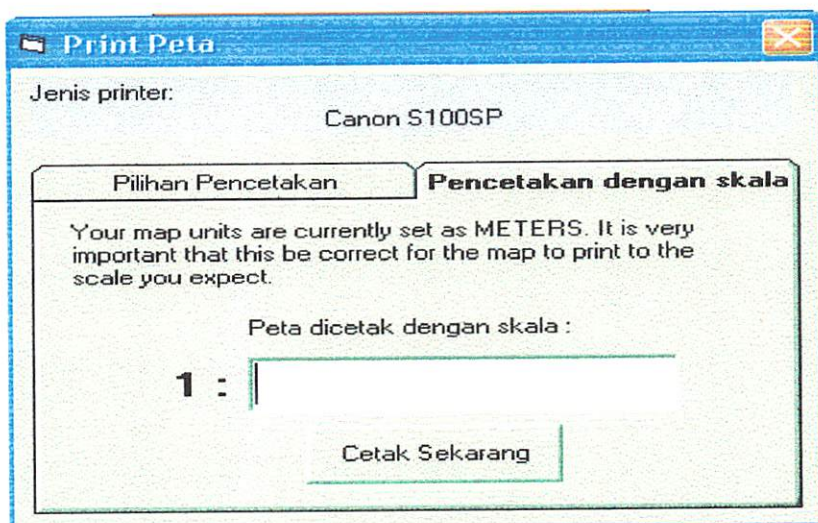 Print Peta
Jenis printer:
Canon S100SP
Pilihan Pencetakan
Pencetakan dengan skala
Your map units are currently set as METERS. It is very
important that this be correct for the map to print to the
scale you expect.
Peta dicetak dengan skala :
1 :
Cetak Sekarang